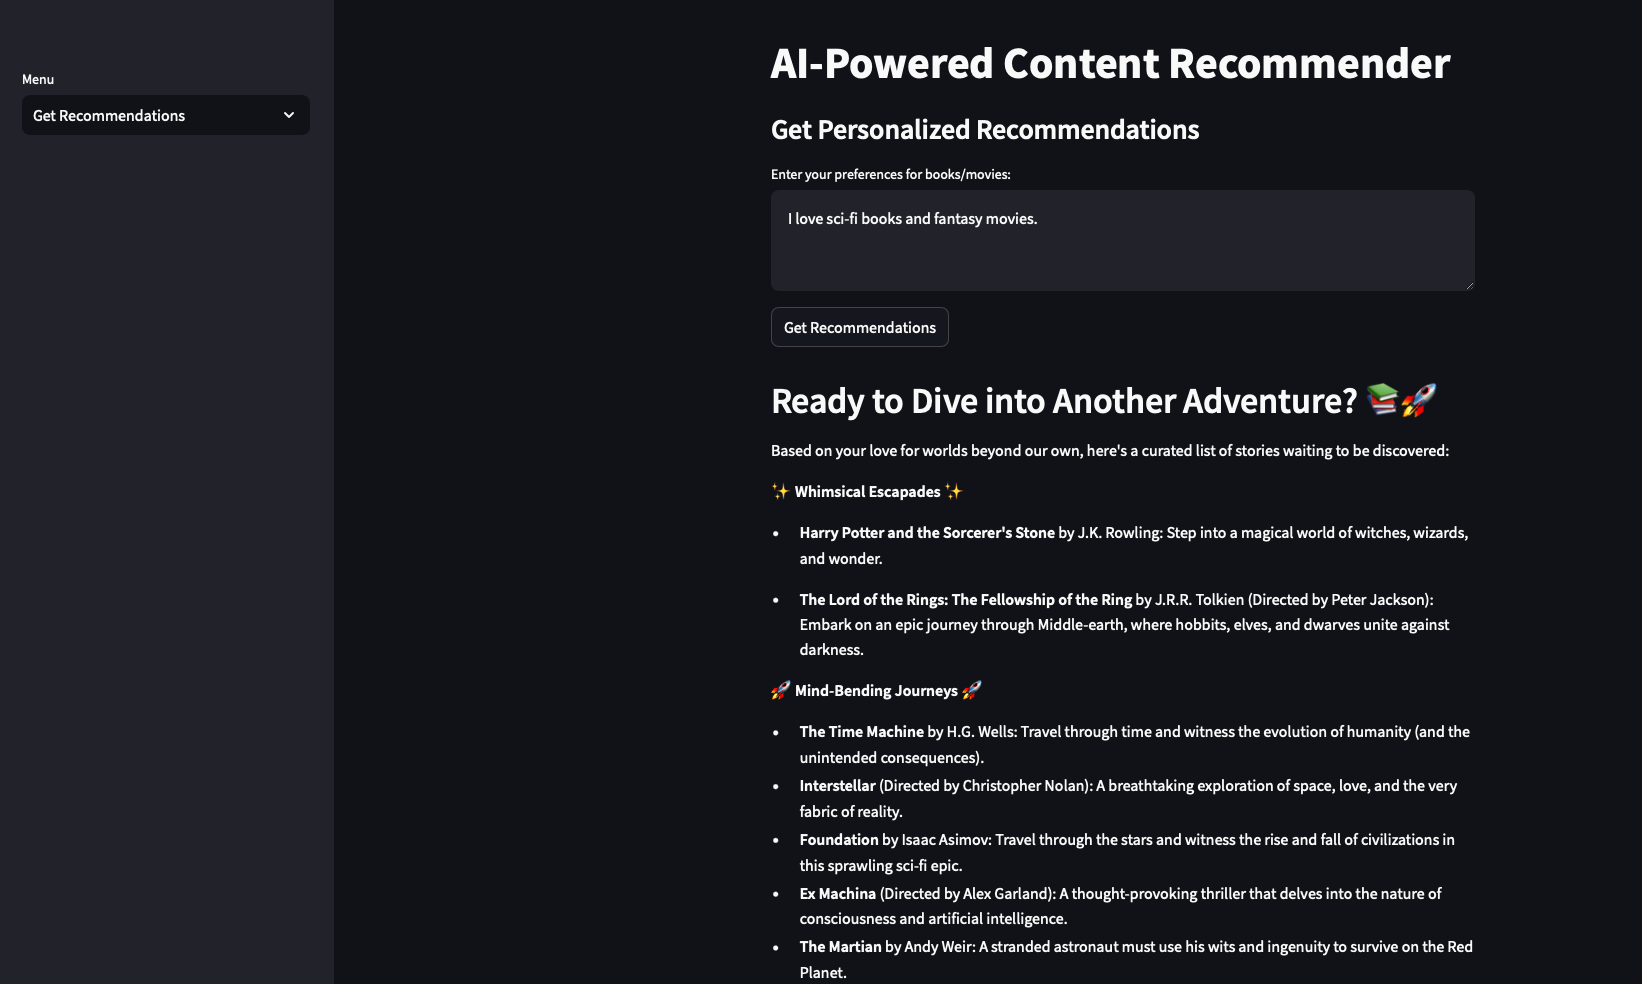 Menu
Get Recommendations
AI-Powered Content Recommender
Get Personalized Recommendations
Enter your preferences for books/movies:
I love sci-fi books and fantasy movies.
Get Recommendations
Ready to Dive into Another Adventure? 📚🚀
Based on your love for worlds beyond our own, here's a curated list of stories waiting to be discovered:
✨ Whimsical Escapades ✨
• Harry Potter and the Sorcerer's Stone by J.K. Rowling: Step into a magical world of witches, wizards,
and wonder.
• The Lord of the Rings: The Fellowship of the Ring by J.R.R. Tolkien (Directed by Peter Jackson):
Embark on an epic journey through Middle-earth, where hobbits, elves, and dwarves unite against
darkness.
🚀 Mind-Bending Journeys 🚀
• The Time Machine by H.G. Wells: Travel through time and witness the evolution of humanity (and the
unintended consequences).
• Interstellar (Directed by Christopher Nolan): A breathtaking exploration of space, love, and the very
fabric of reality.
• Foundation by Isaac Asimov: Travel through the stars and witness the rise and fall of civilizations in
this sprawling sci-fi epic.
• Ex Machina (Directed by Alex Garland): A thought-provoking thriller that delves into the nature of
consciousness and artificial intelligence.
• The Martian by Andy Weir: A stranded astronaut must use his wits and ingenuity to survive on the Red
Planet.